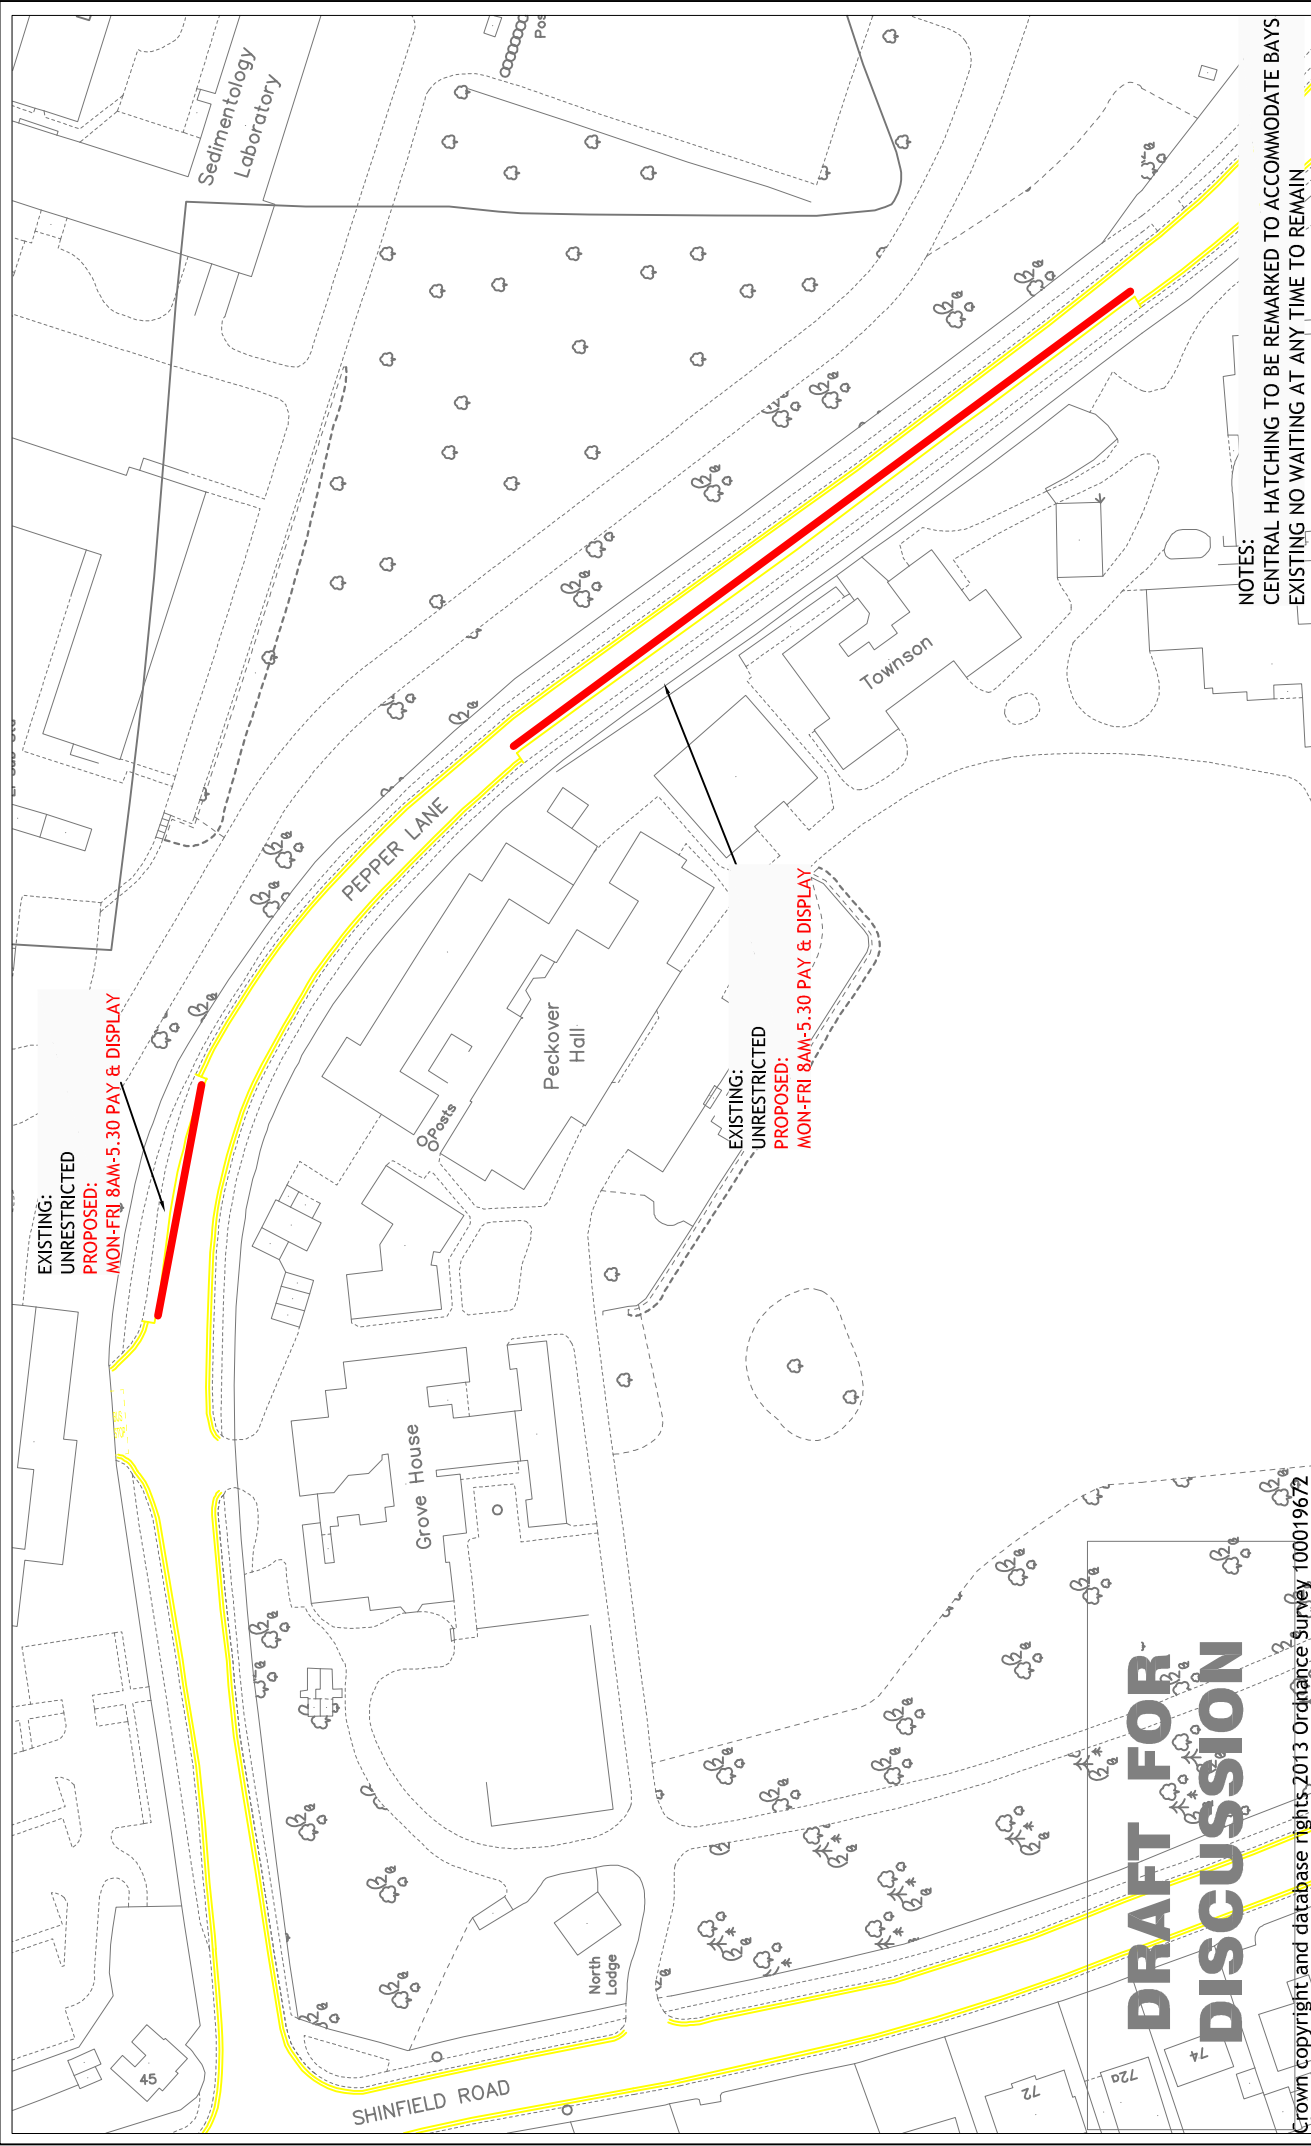 Sedimentology
Laboratory
Pos
NOTES:
CENTRAL HATCHING TO BE REMARKED TO ACCOMMODATE BAYS
EXISTING NO WAITING AT ANY TIME TO REMAIN
Townson
PEPPER LANE
EXISTING:
UNRESTRICTED
PROPOSED:
MON-FRI 8AM-5.30 PAY & DISPLAY
EXISTING:
UNRESTRICTED
PROPOSED:
MON-FRI 8AM-5.30 PAY & DISPLAY
Peckover
Hall
Posts
Grove House
North
Lodge
45
SHINFIELD ROAD
72
72a
74
DRAFT FOR
DISCUSSION
Crown copyright and database rights 2013 Ordnance Survey 100019672